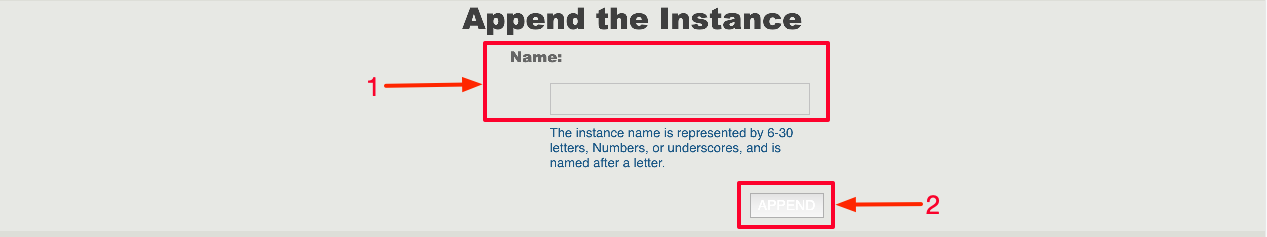 Append the Instance
Name:
1
The instance name is represented by 6-30
letters, Numbers, or underscores, and is
named after a letter.
APPEND
2